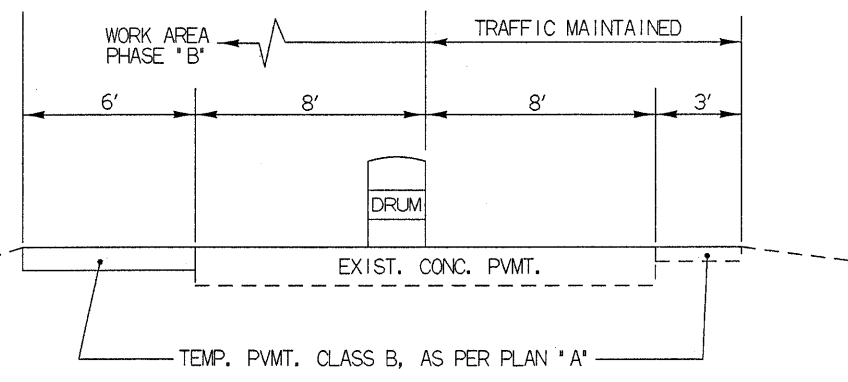 WORK AREA
PHASE "B"
TRAFFIC MAINTAINED
6' 8' 8' 3'
DRUM
EXIST. CONC. PVMT.
TEMP. PVMT. CLASS B, AS PER PLAN "A"